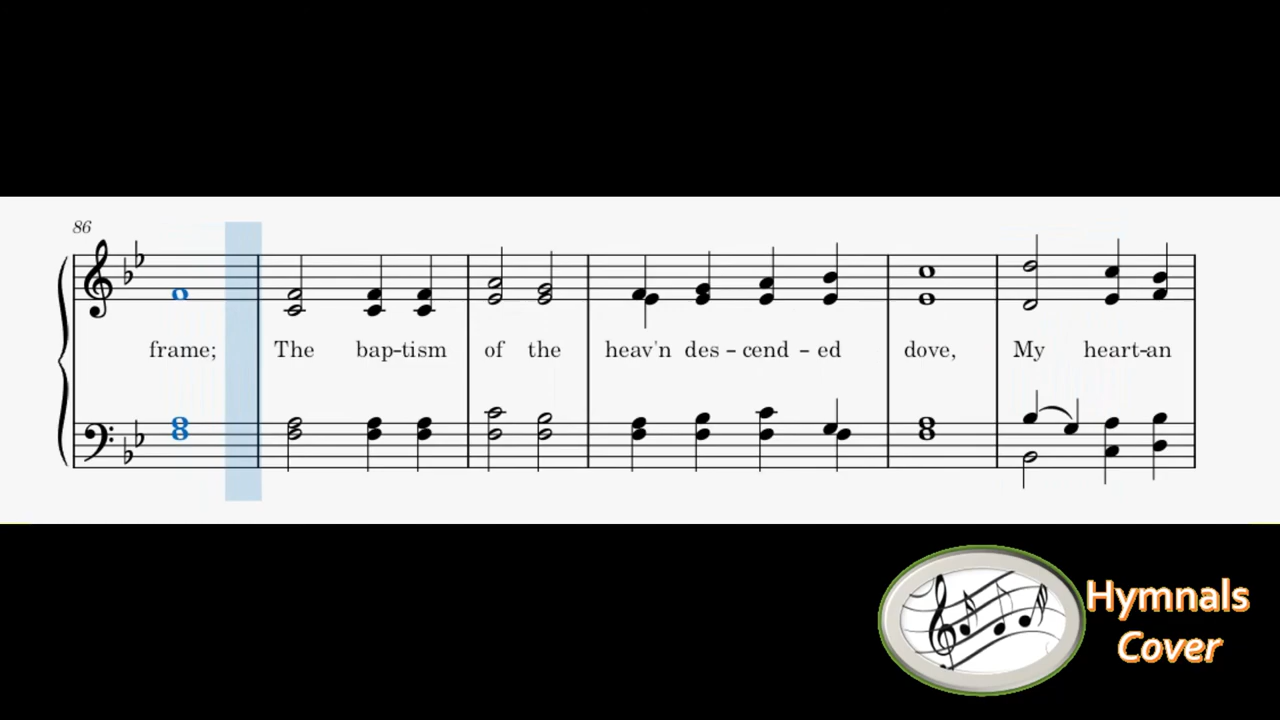 86
frame; The bap-tism of the heav'n des - cend - ed dove, My heart-an
Hymnals
Cover